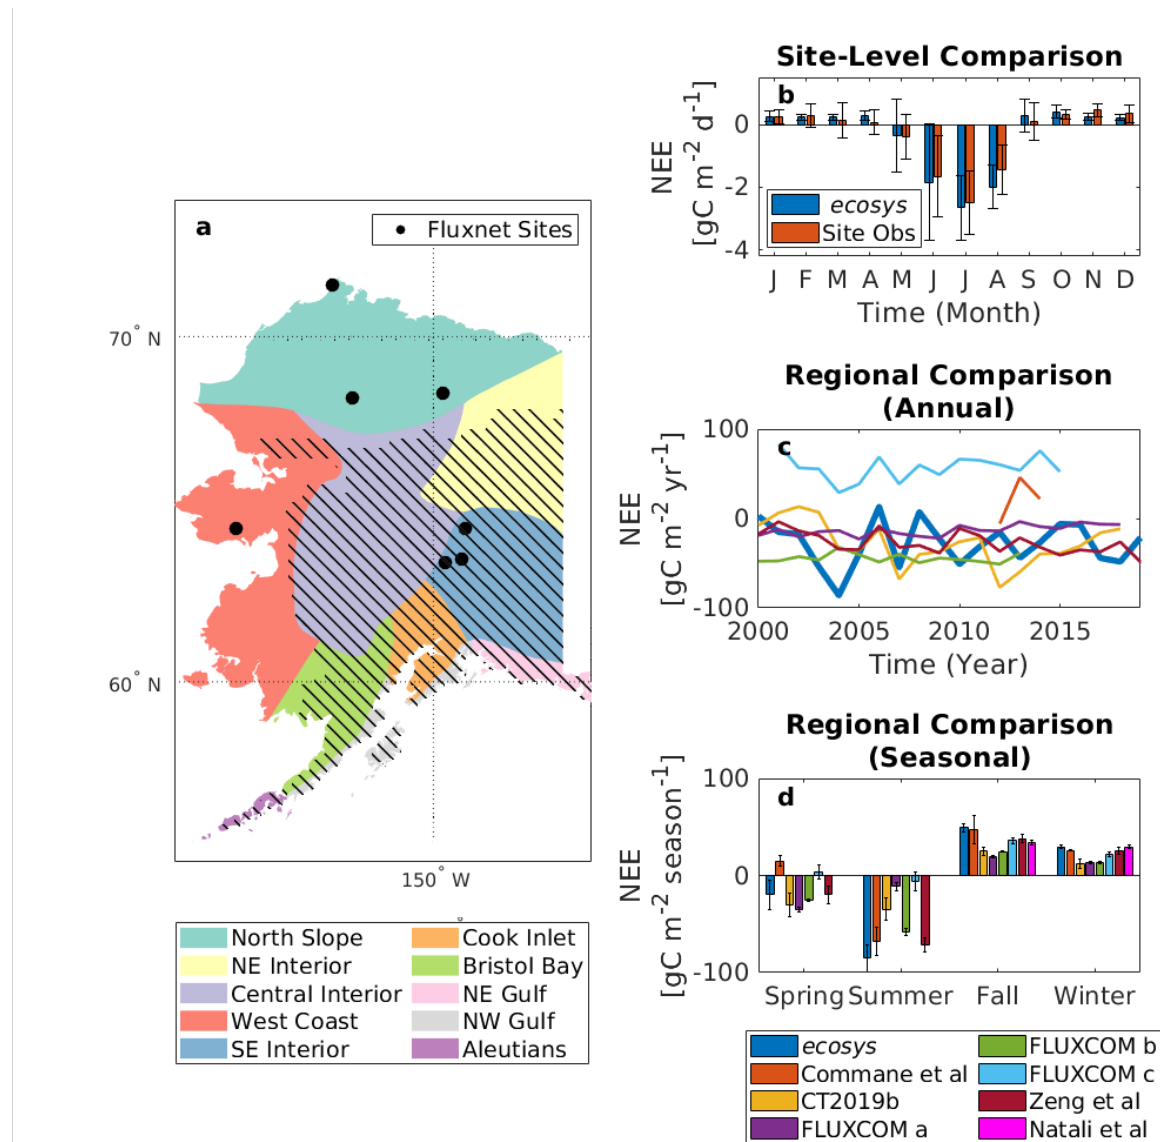 a
Fluxnet Sites
70° N
60° N
150° W
North Slope
NE Interior
Central Interior
West Coast
SE Interior
Cook Inlet
Bristol Bay
NE Gulf
NW Gulf
Aleutians
Site-Level Comparison
b
NEE
[gC m-2 d-1]
0
-2
-4
ecosys
Site Obs
J F M A M J J A S O N D
Time (Month)
Regional Comparison
(Annual)
c
NEE
[gC m-2 yr-1]
100
0
-100
2000 2005 2010 2015
Time (Year)
Regional Comparison
(Seasonal)
d
NEE
[gC m-2 season-1]
100
0
-100
Spring Summer Fall Winter
ecosys
Commane et al
CT2019b
FLUXCOM a
FLUXCOM b
FLUXCOM c
Zeng et al
Natali et al